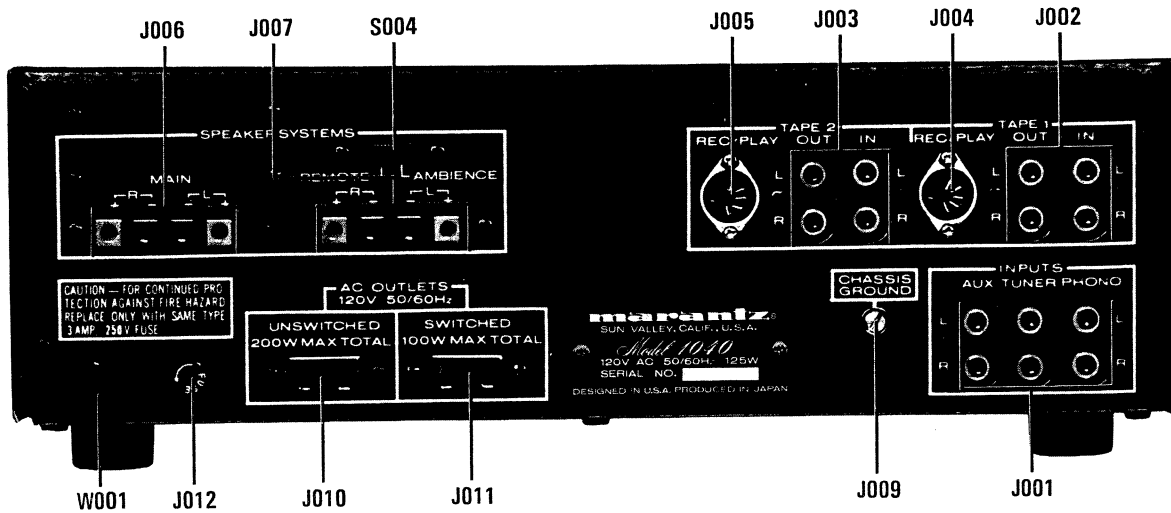 J006 J007 S004 J005 J003 J004 J002
SPEAKER SYSTEMS
MAIN
R L
+ - - +
REMOTE AMBIENCE
R L
+ - - +
TAPE 2 TAPE 1
REC/PLAY OUT IN REC/PLAY OUT IN
L L L L
R R R R
CAUTION — FOR CONTINUED PRO
TECTION AGAINST FIRE HAZARD
REPLACE ONLY WITH SAME TYPE
3 AMP. 250V FUSE
FUSE
AC OUTLETS
120V 50/60Hz
UNSWITCHED
200W MAX TOTAL
SWITCHED
100W MAX TOTAL
marantz®
SUN VALLEY, CALIF., U.S.A.
Model 1040
120V AC 50/60Hz 125W
SERIAL NO.
DESIGNED IN U.S.A. PRODUCED IN JAPAN
CHASSIS
GROUND
INPUTS
AUX TUNER PHONO
L L
R R
W001 J012 J010 J011 J009 J001